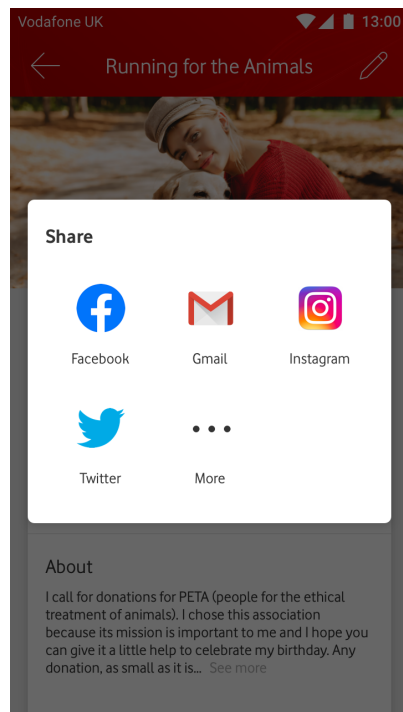 Vodafone UK 13:00
Running for the Animals
Share
Facebook Gmail Instagram
Twitter More
About
I call for donations for PETA (people for the ethical
treatment of animals). I chose this association
because its mission is important to me and I hope you
can give it a little help to celebrate my birthday. Any
donation, as small as it is... See more